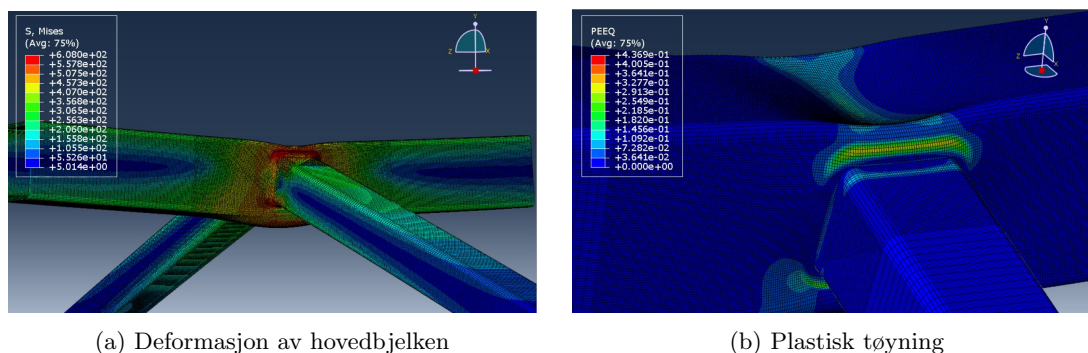 S, Mises
(Avg: 75%)
+6.080e+02
+5.578e+02
+5.075e+02
+4.573e+02
+4.070e+02
+3.568e+02
+3.065e+02
+2.563e+02
+2.060e+02
+1.558e+02
+1.055e+02
+5.526e+01
+5.014e+00
Y
Z
X
(a) Deformasjon av hovedbjelken
PEEQ
(Avg: 75%)
+4.369e-01
+4.005e-01
+3.641e-01
+3.277e-01
+2.913e-01
+2.549e-01
+2.185e-01
+1.820e-01
+1.456e-01
+1.092e-01
+7.282e-02
+3.641e-02
+0.000e+00
Y
Z
X
(b) Plastisk tøyning